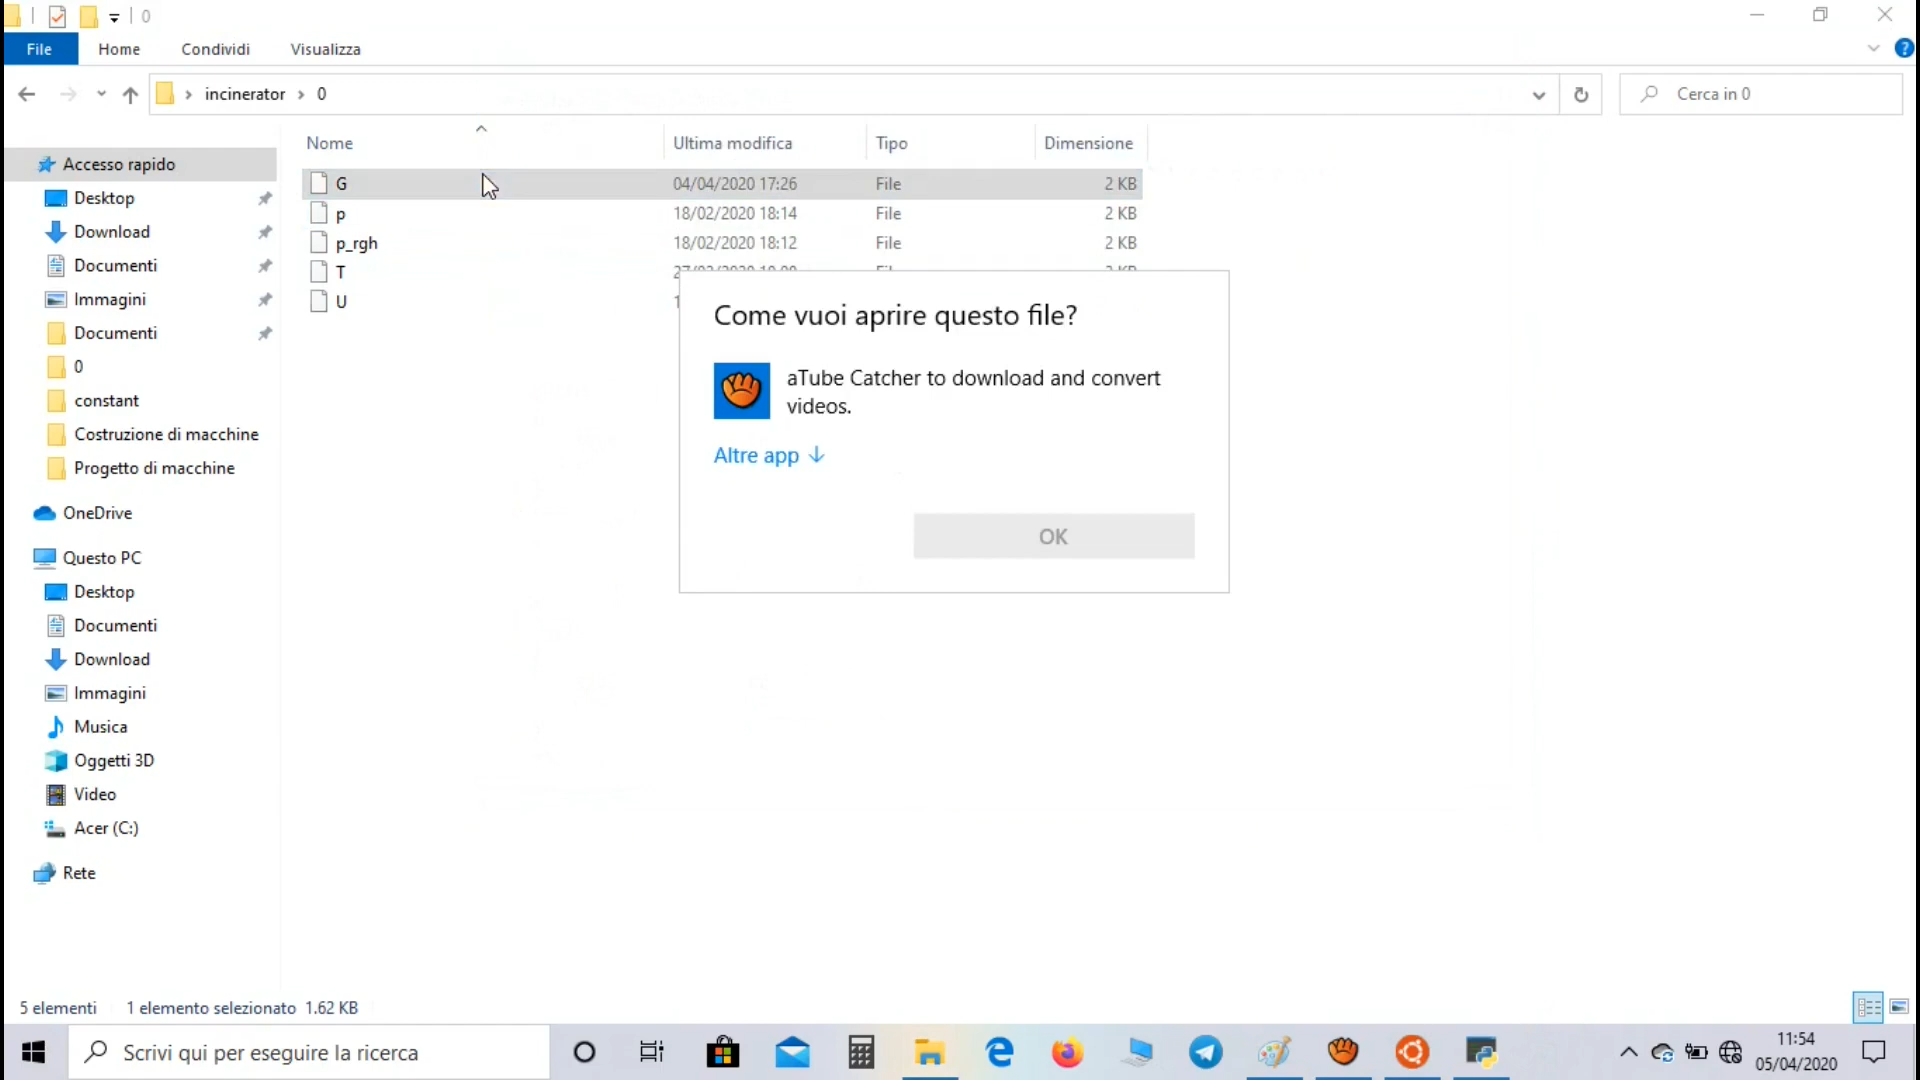 0
File Home Condividi Visualizza
incinerator > 0
Cerca in 0
Nome Ultima modifica Tipo Dimensione
G 04/04/2020 17:26 File 2 KB
p 18/02/2020 18:14 File 2 KB
p_rgh 18/02/2020 18:12 File 2 KB
T
U
Accesso rapido
Desktop
Download
Documenti
Immagini
Documenti
0
constant
Costruzione di macchine
Progetto di macchine
OneDrive
Questo PC
Desktop
Documenti
Download
Immagini
Musica
Oggetti 3D
Video
Acer (C:)
Rete
Come vuoi aprire questo file?
aTube Catcher to download and convert
videos.
Altre app
OK
5 elementi 1 elemento selezionato 1.62 KB
Scrivi qui per eseguire la ricerca
11:54
05/04/2020